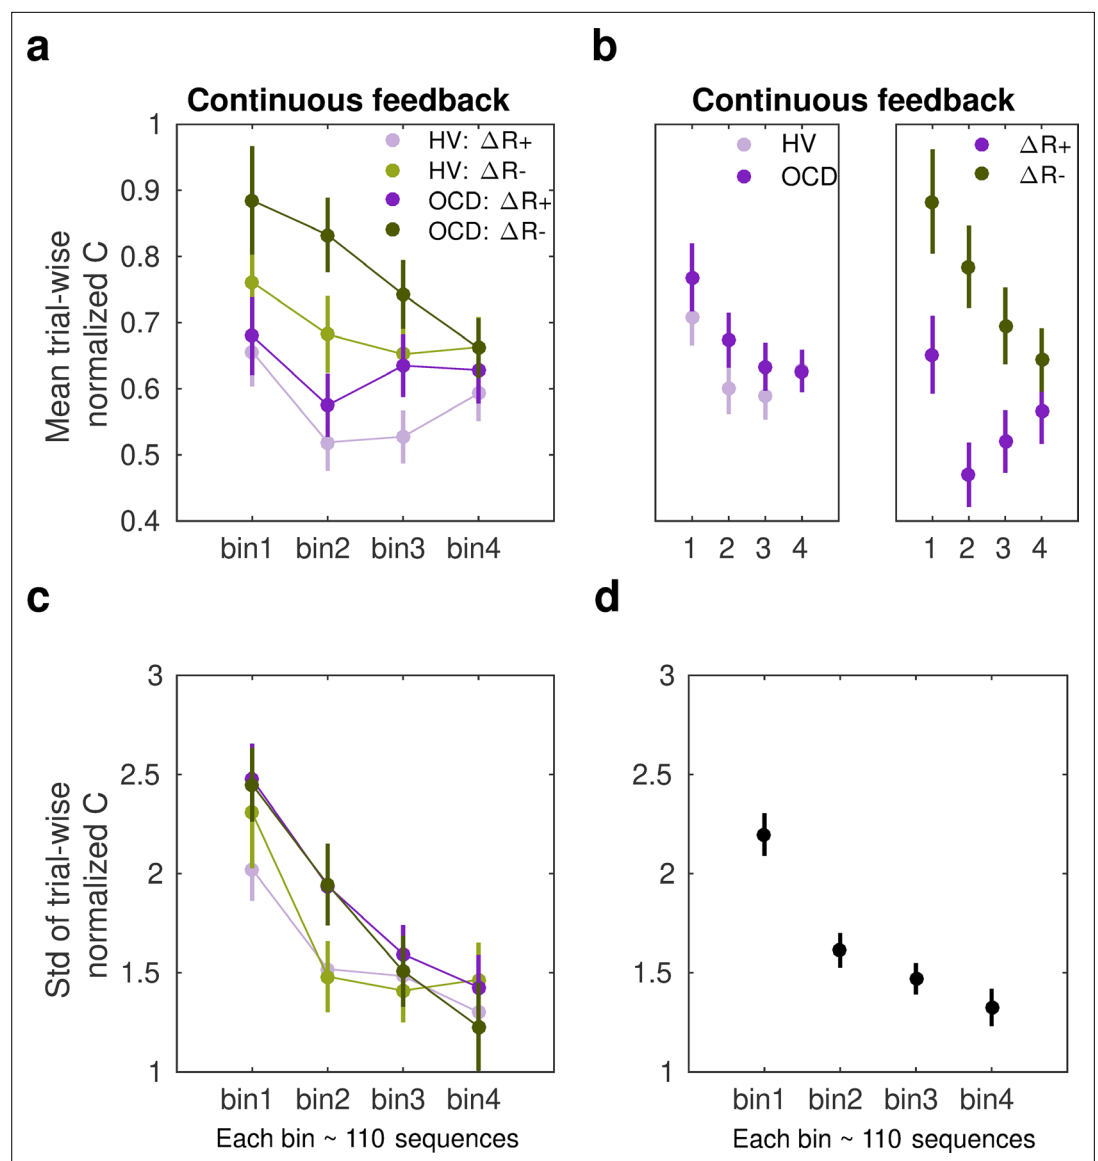 a
Continuous feedback
HV: ΔR+
HV: ΔR-
OCD: ΔR+
OCD: ΔR-
Mean trial-wise
normalized C
1
0.9
0.8
0.7
0.6
0.5
0.4
bin1 bin2 bin3 bin4
b
Continuous feedback
HV
OCD
1 2 3 4
ΔR+
ΔR-
1 2 3 4
c
Std of trial-wise
normalized C
3
2.5
2
1.5
1
bin1 bin2 bin3 bin4
Each bin ~ 110 sequences
d
3
2.5
2
1.5
1
bin1 bin2 bin3 bin4
Each bin ~ 110 sequences